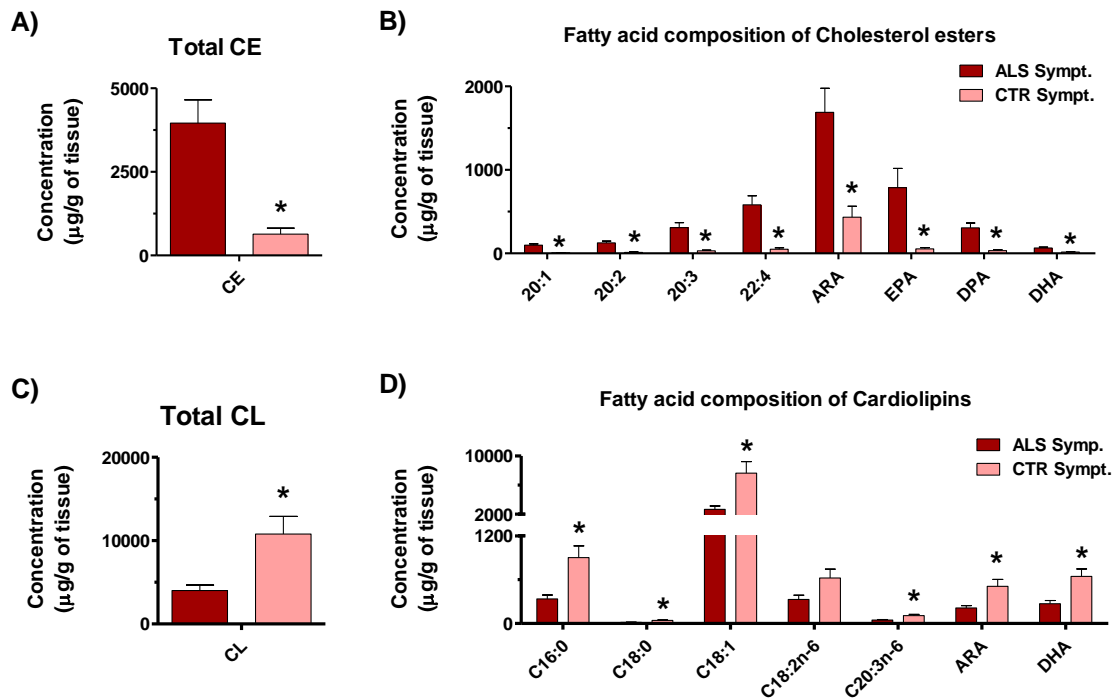 A)
Total CE
Concentration
(µg/g of tissue)
5000
2500
0
*
CE
B)
Fatty acid composition of Cholesterol esters
ALS Sympt.
CTR Sympt.
Concentration
(µg/g of tissue)
2000
1000
0
* * * * * * * *
20:1 20:2 20:3 22:4 ARA EPA DPA DHA
C)
Total CL
Concentration
(µg/g of tissue)
20000
10000
0
*
CL
D)
Fatty acid composition of Cardiolipins
ALS Symp.
CTR Sympt.
Concentration
(µg/g of tissue)
10000
2000
1200
0
* * * * * *
C16:0 C18:0 C18:1 C18:2n-6 C20:3n-6 ARA DHA